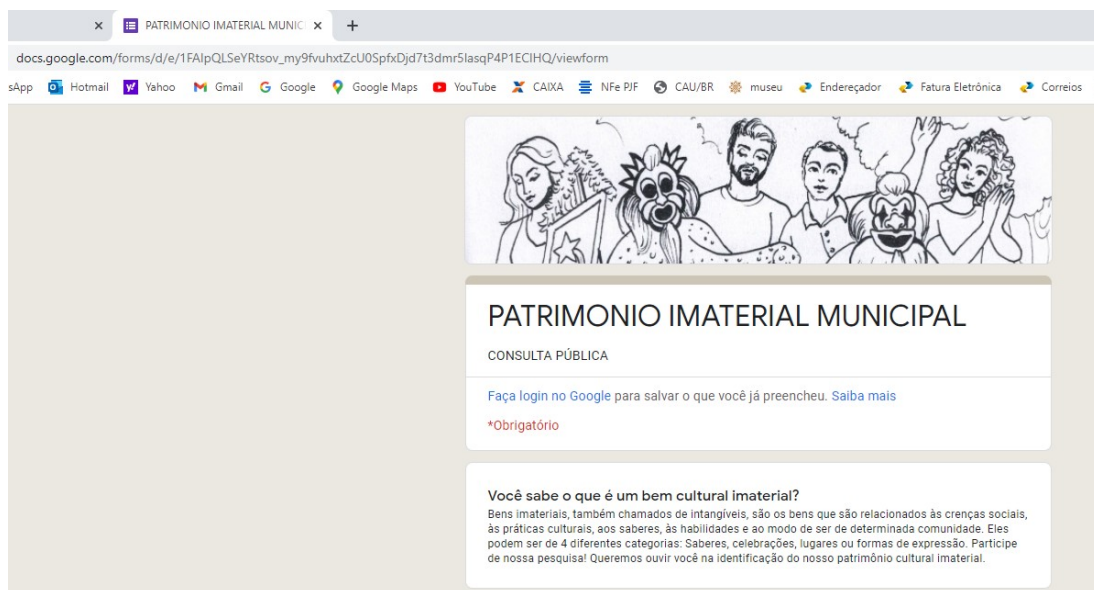 PATRIMONIO IMATERIAL MUNIC
docs.google.com/forms/d/e/1FAIpQLSeYRtsov_my9fvuhxtZcU0SpfxDjd7t3dmr5IasqP4P1ECIHQ/viewform
sApp Hotmail Yahoo Gmail Google Google Maps YouTube CAIXA NFe PJF CAU/BR museu Endereçador Fatura Eletrônica Correios
PATRIMONIO IMATERIAL MUNICIPAL
CONSULTA PÚBLICA
Faça login no Google para salvar o que você já preencheu. Saiba mais
*Obrigatório
Você sabe o que é um bem cultural imaterial?
Bens imateriais, também chamados de intangíveis, são os bens que são relacionados às crenças sociais,
às práticas culturais, aos saberes, às habilidades e ao modo de ser de determinada comunidade. Eles
podem ser de 4 diferentes categorias: Saberes, celebrações, lugares ou formas de expressão. Participe
de nossa pesquisa! Queremos ouvir você na identificação do nosso patrimônio cultural imaterial.